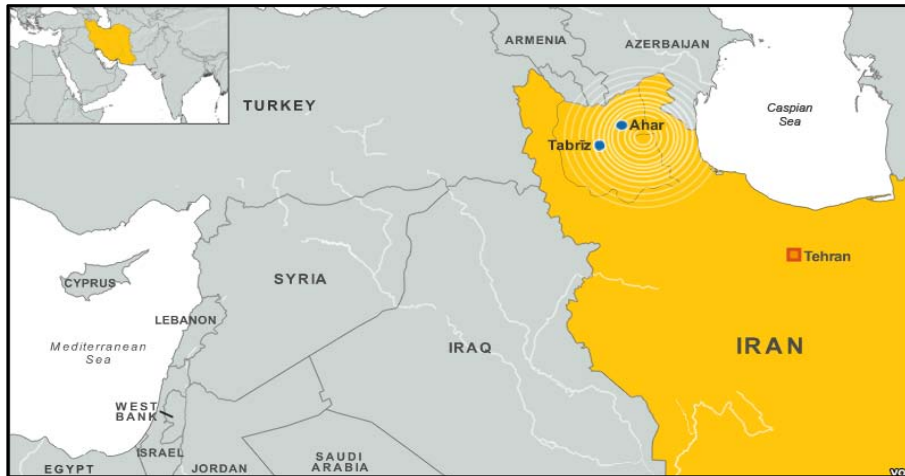 ARMENIA
AZERBAIJAN
TURKEY
Caspian
Sea
Ahar
Tabrīz
Tehran
CYPRUS
SYRIA
LEBANON
Mediterranean
Sea
IRAQ
IRAN
WEST
BANK
ISRAEL
EGYPT
JORDAN
SAUDI
ARABIA